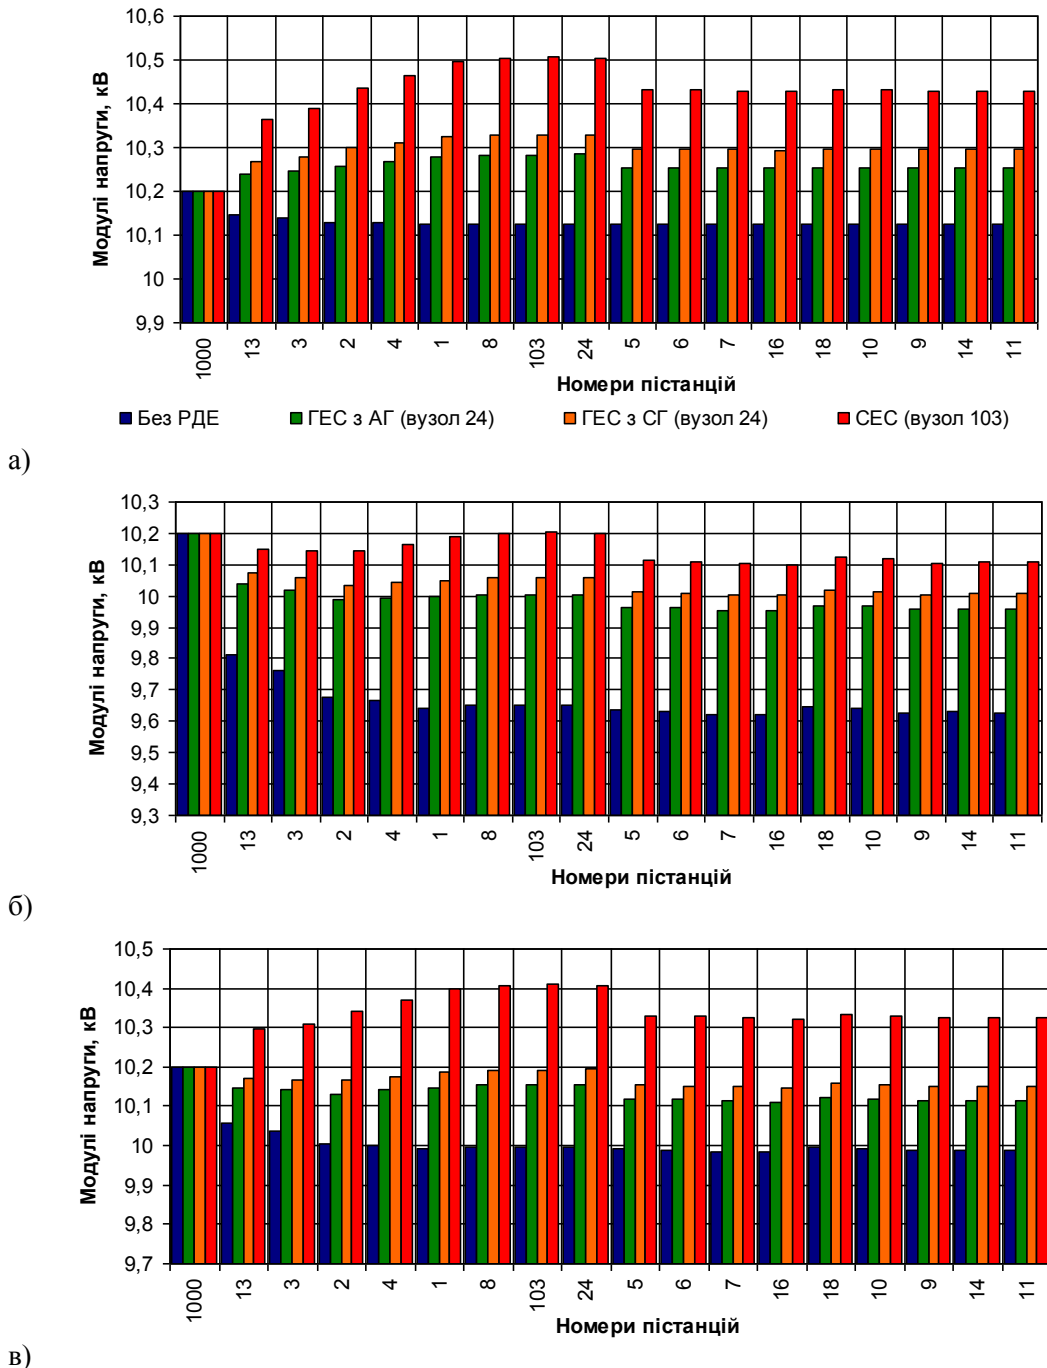 10,6
10,5
10,4
10,3
10,2
10,1
10
9,9
Модулі напруги, кВ
1000 13 3 2 4 1 8 103 24 5 6 7 16 18 10 9 14 11
Номери пістанцій
Без РДЕ ГЕС з АГ (вузол 24) ГЕС з СГ (вузол 24) СЕС (вузол 103)
а)
10,3
10,2
10,1
10
9,9
9,8
9,7
9,6
9,5
9,4
9,3
Модулі напруги, кВ
1000 13 3 2 4 1 8 103 24 5 6 7 16 18 10 9 14 11
Номери пістанцій
б)
10,5
10,4
10,3
10,2
10,1
10
9,9
9,8
9,7
Модулі напруги, кВ
1000 13 3 2 4 1 8 103 24 5 6 7 16 18 10 9 14 11
Номери пістанцій
в)